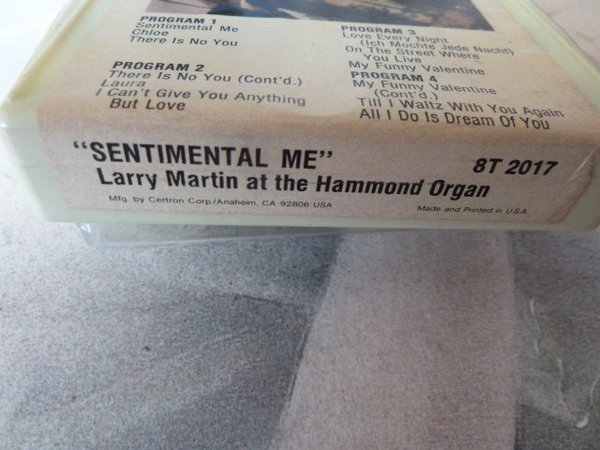 PROGRAM 1
Sentimental Me
Chloe
There Is No You
PROGRAM 2
There Is No You (Cont'd.)
Laura
I Can't Give You Anything
But Love
PROGRAM 3
Love Every Night
(Ich Mochte Jede Nacht)
On The Street Where
You Live
My Funny Valentine
PROGRAM 4
My Funny Valentine
(Cont'd.)
Till I Waltz With You Again
All I Do Is Dream Of You
"SENTIMENTAL ME"
8T 2017
Larry Martin at the Hammond Organ
Mfg. by Certron Corp./Anaheim, CA 92806 USA
Made and Printed in U.S.A.